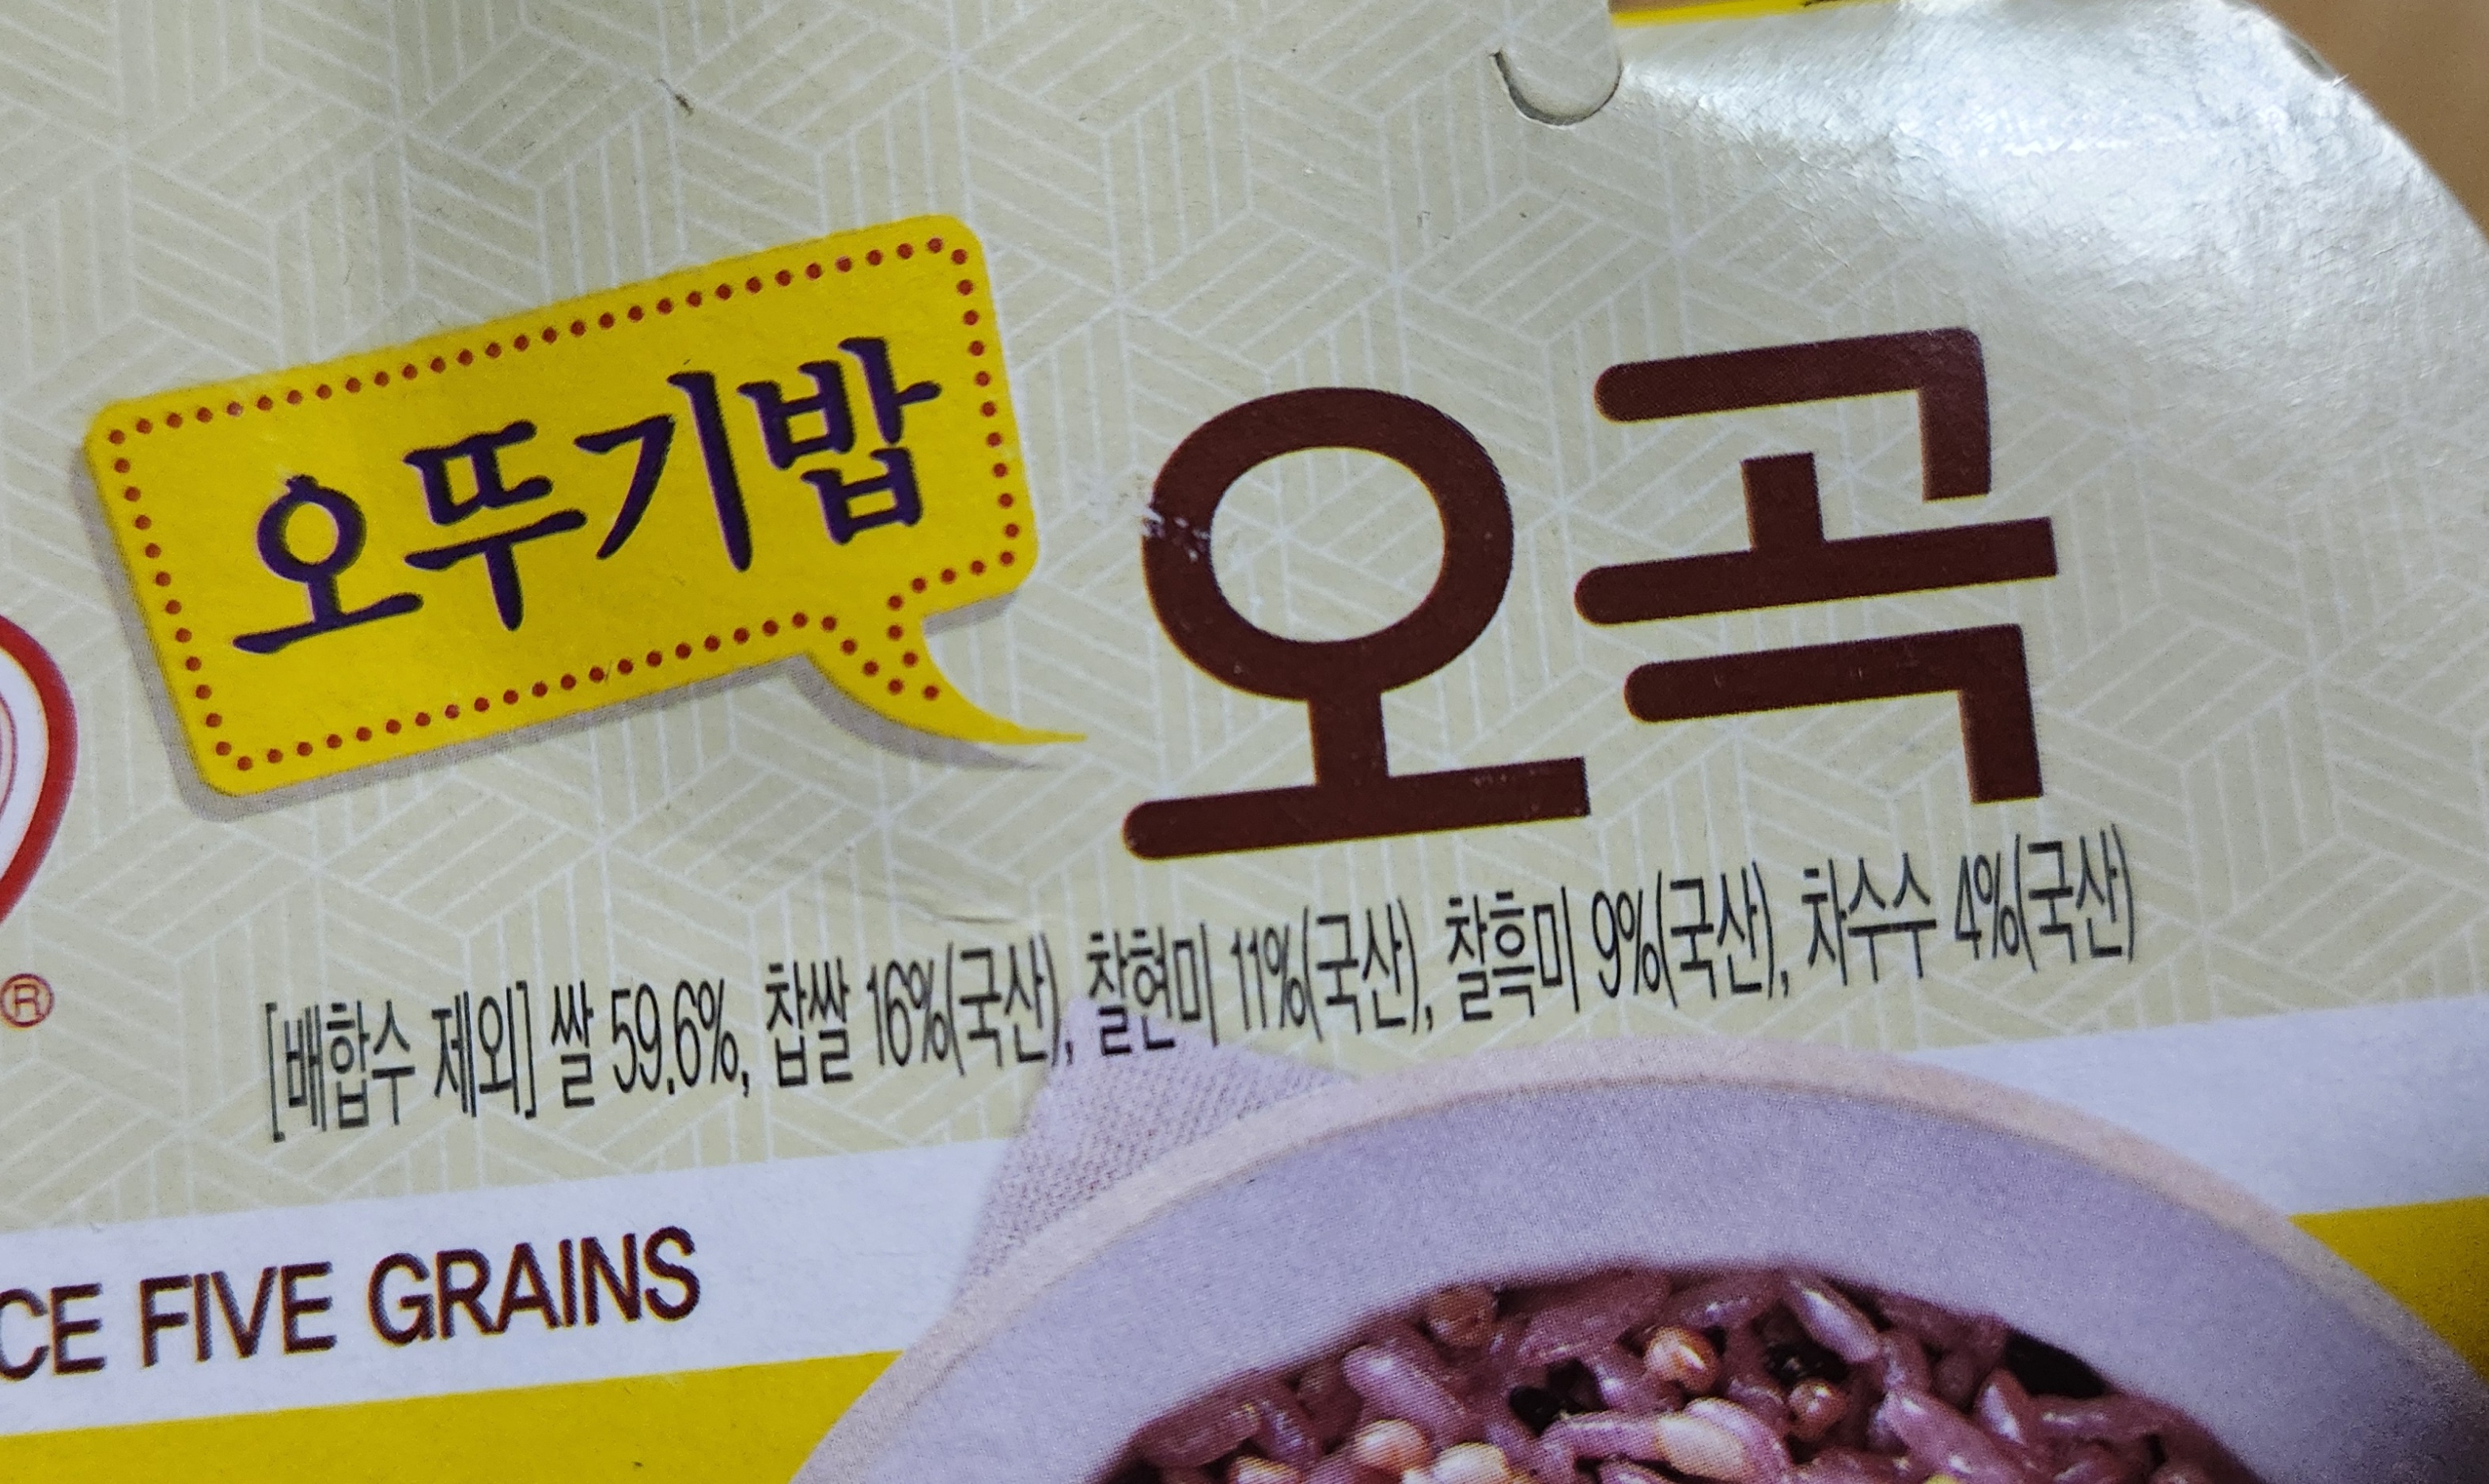 오뚜기밥
오곡
[배합수 제외] 쌀 59.6%, 찹쌀 16%(국산), 찰현미 11%(국산), 찰흑미 9%(국산), 차수수 4%(국산)
®
CE FIVE GRAINS